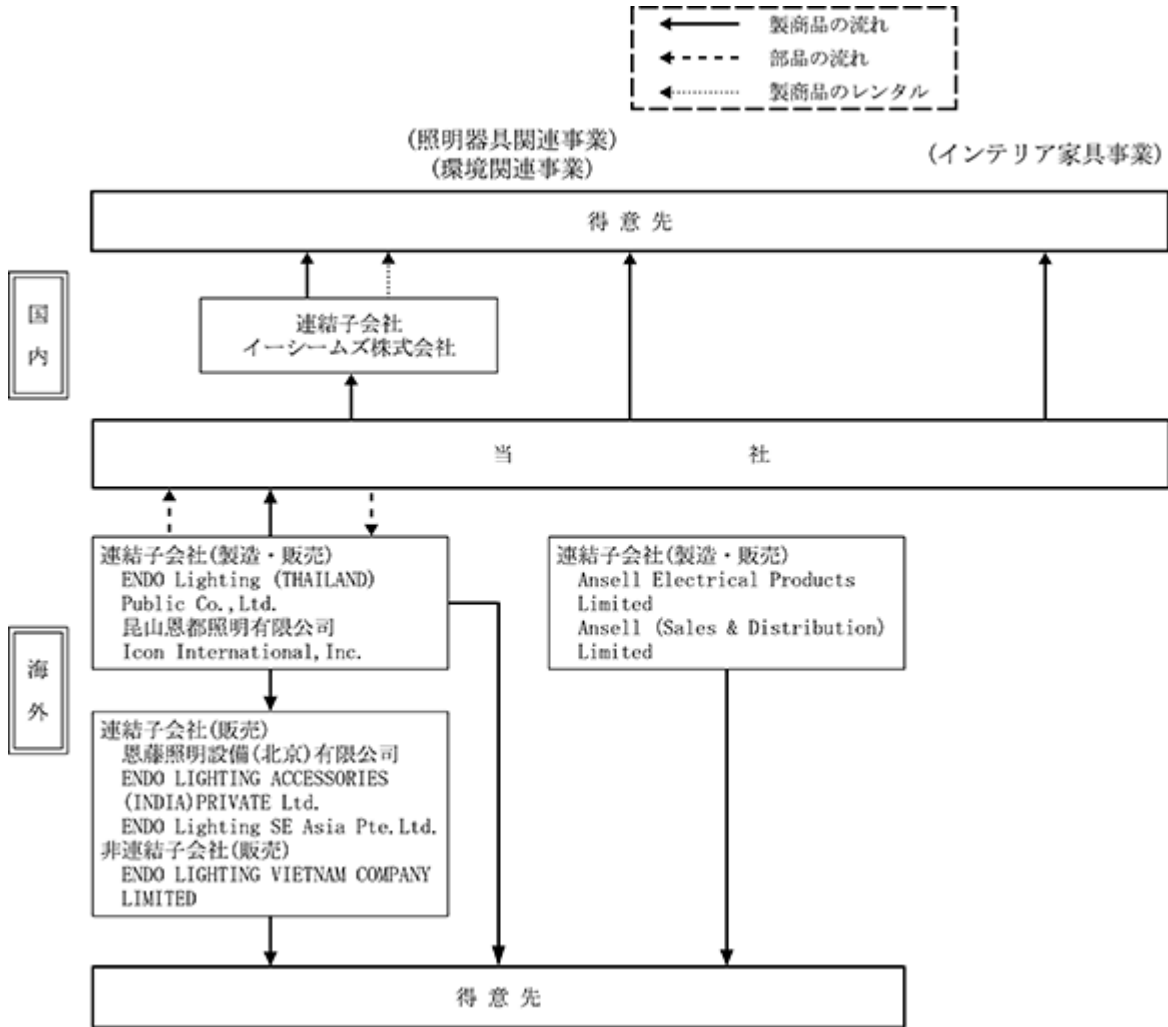 製商品の流れ
部品の流れ
製商品のレンタル
(照明器具関連事業)
(環境関連事業)
(インテリア家具事業)
得意先
国内
連結子会社
イーシームズ株式会社
当社
連結子会社(製造・販売)
ENDO Lighting (THAILAND)
Public Co.,Ltd.
昆山恩都照明有限公司
Icon International,Inc.
連結子会社(製造・販売)
Ansell Electrical Products
Limited
Ansell (Sales & Distribution)
Limited
海外
連結子会社(販売)
恩藤照明設備(北京)有限公司
ENDO LIGHTING ACCESSORIES
(INDIA)PRIVATE Ltd.
ENDO Lighting SE Asia Pte.Ltd.
非連結子会社(販売)
ENDO LIGHTING VIETNAM COMPANY
LIMITED
得意先